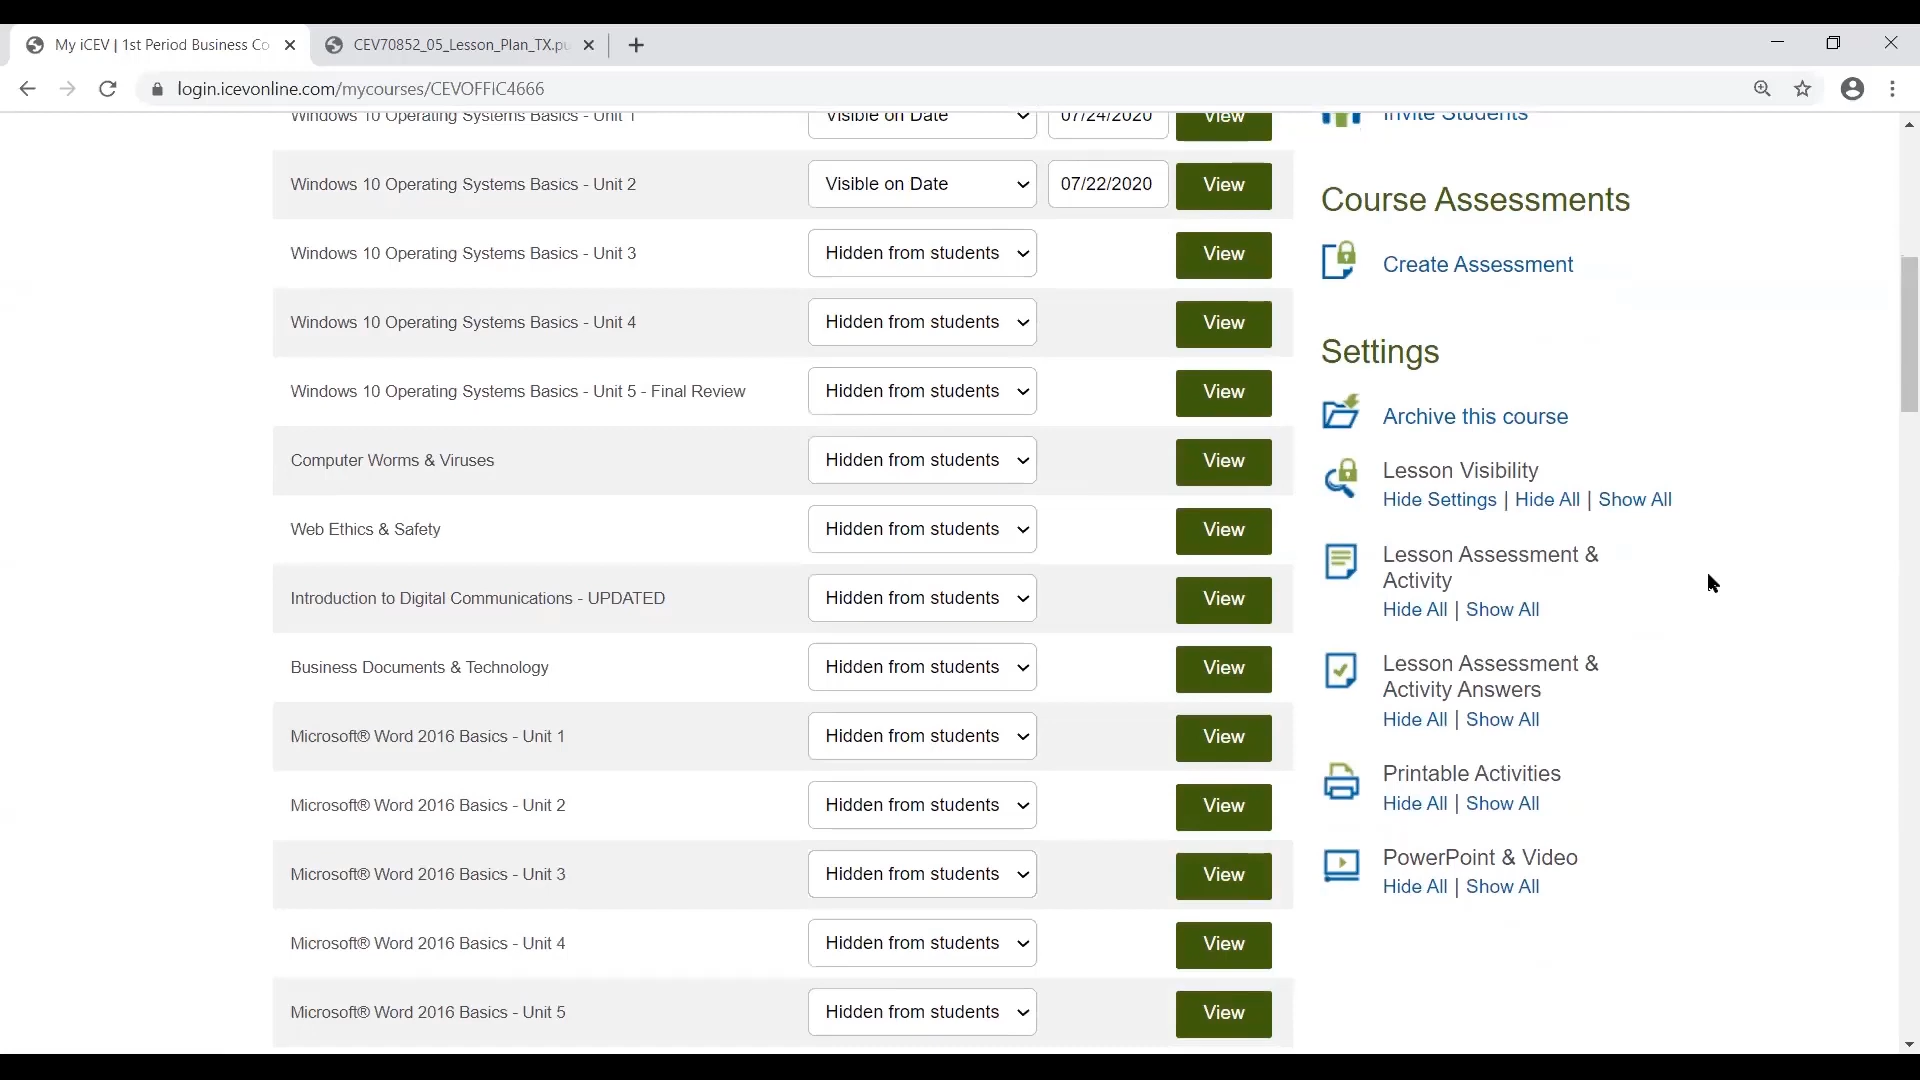 My iCEV | 1st Period Business Co
CEV70852_05_Lesson_Plan_TX.pu
login.icevonline.com/mycourses/CEVOFFIC4666
Windows 10 Operating Systems Basics - Unit 1
Visible on Date
07/24/2020
View
Invite Students
Windows 10 Operating Systems Basics - Unit 2
Visible on Date
07/22/2020
View
Windows 10 Operating Systems Basics - Unit 3
Hidden from students
View
Windows 10 Operating Systems Basics - Unit 4
Hidden from students
View
Windows 10 Operating Systems Basics - Unit 5 - Final Review
Hidden from students
View
Computer Worms & Viruses
Hidden from students
View
Web Ethics & Safety
Hidden from students
View
Introduction to Digital Communications - UPDATED
Hidden from students
View
Business Documents & Technology
Hidden from students
View
Microsoft® Word 2016 Basics - Unit 1
Hidden from students
View
Microsoft® Word 2016 Basics - Unit 2
Hidden from students
View
Microsoft® Word 2016 Basics - Unit 3
Hidden from students
View
Microsoft® Word 2016 Basics - Unit 4
Hidden from students
View
Microsoft® Word 2016 Basics - Unit 5
Hidden from students
View
Course Assessments
Create Assessment
Settings
Archive this course
Lesson Visibility
Hide Settings | Hide All | Show All
Lesson Assessment &
Activity
Hide All | Show All
Lesson Assessment &
Activity Answers
Hide All | Show All
Printable Activities
Hide All | Show All
PowerPoint & Video
Hide All | Show All